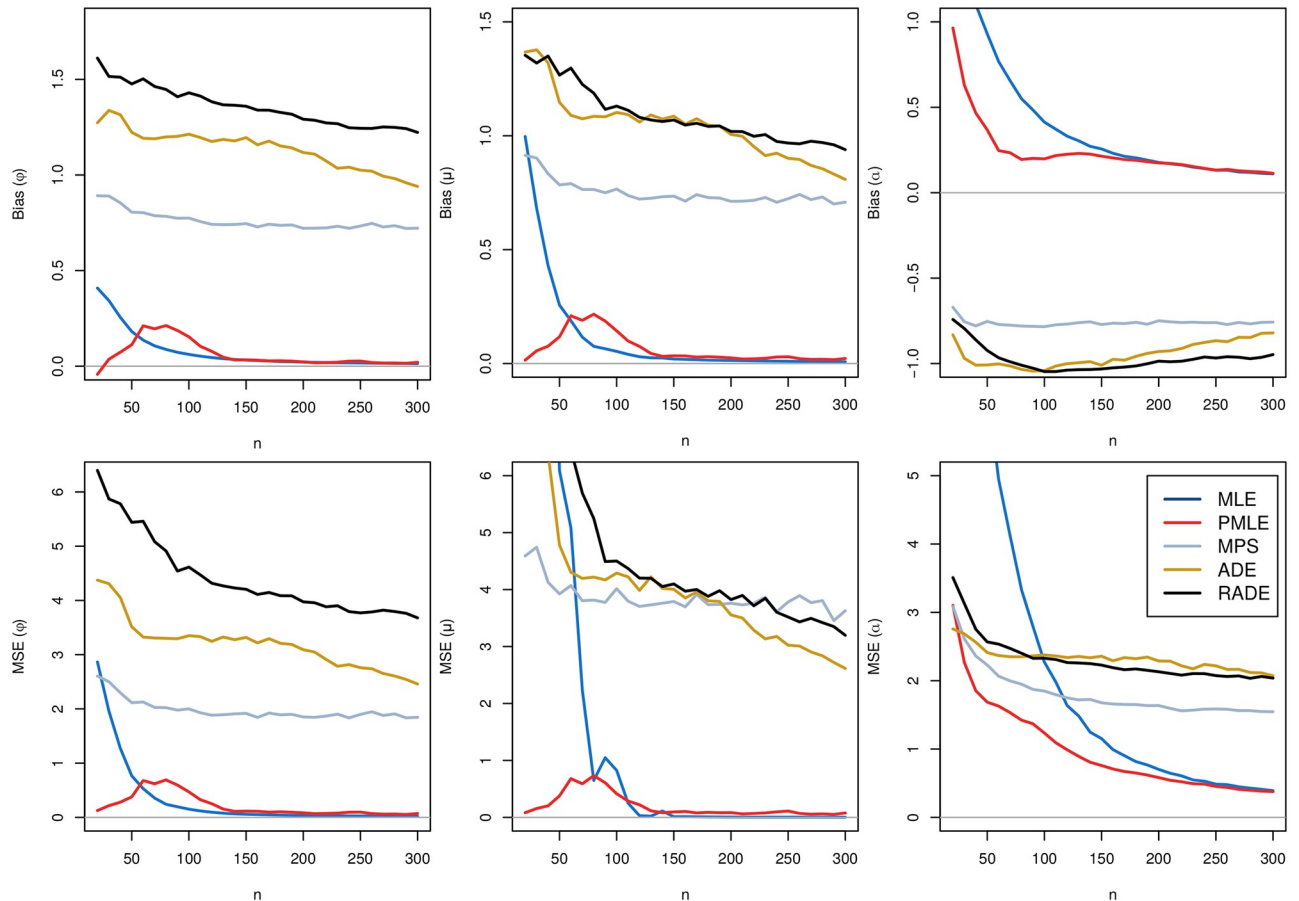 Bias (φ)
0.0 0.5 1.0 1.5
50 100 150 200 250 300
n
Bias (μ)
0.0 0.5 1.0 1.5
50 100 150 200 250 300
n
Bias (α)
−1.0 −0.5 0.0 0.5 1.0
50 100 150 200 250 300
n
MSE (φ)
0 1 2 3 4 5 6
50 100 150 200 250 300
n
MSE (μ)
0 1 2 3 4 5 6
50 100 150 200 250 300
n
MSE (α)
0 1 2 3 4 5
50 100 150 200 250 300
n
MLE
PMLE
MPS
ADE
RADE